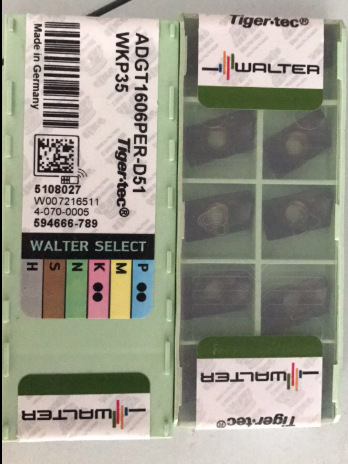 Made in Germany
ADGT1606PER-D51
WKP35
Tiger·tec®
5108027
W007216511
4-070-0005
594666-789
WALTER SELECT
P
M
K
N
S
H
WALTER
Tiger·tec®
WALTER
WALTER
Tiger·tec®